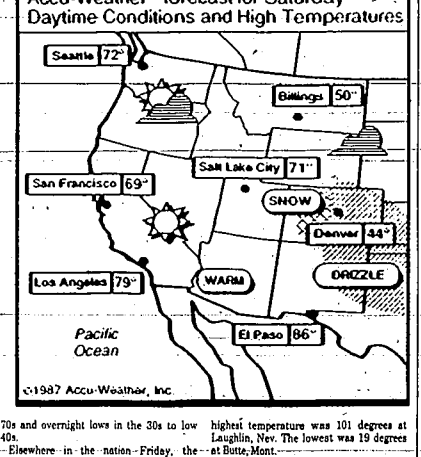 Accu-Weather forecast for Saturday
Daytime Conditions and High Temperatures
Seattle 72°
Billings 50°
Salt Lake City 71°
San Francisco 69°
SNOW
Denver 44°
Los Angeles 79°
WARM
DRIZZLE
Pacific
Ocean
El Paso 86°
©1987 Accu-Weather, Inc.
70s and overnight lows in the 30s to low
40s.
Elsewhere in the nation Friday, the
highest temperature was 101 degrees at
Laughlin, Nev. The lowest was 19 degrees
at Butte, Mont.